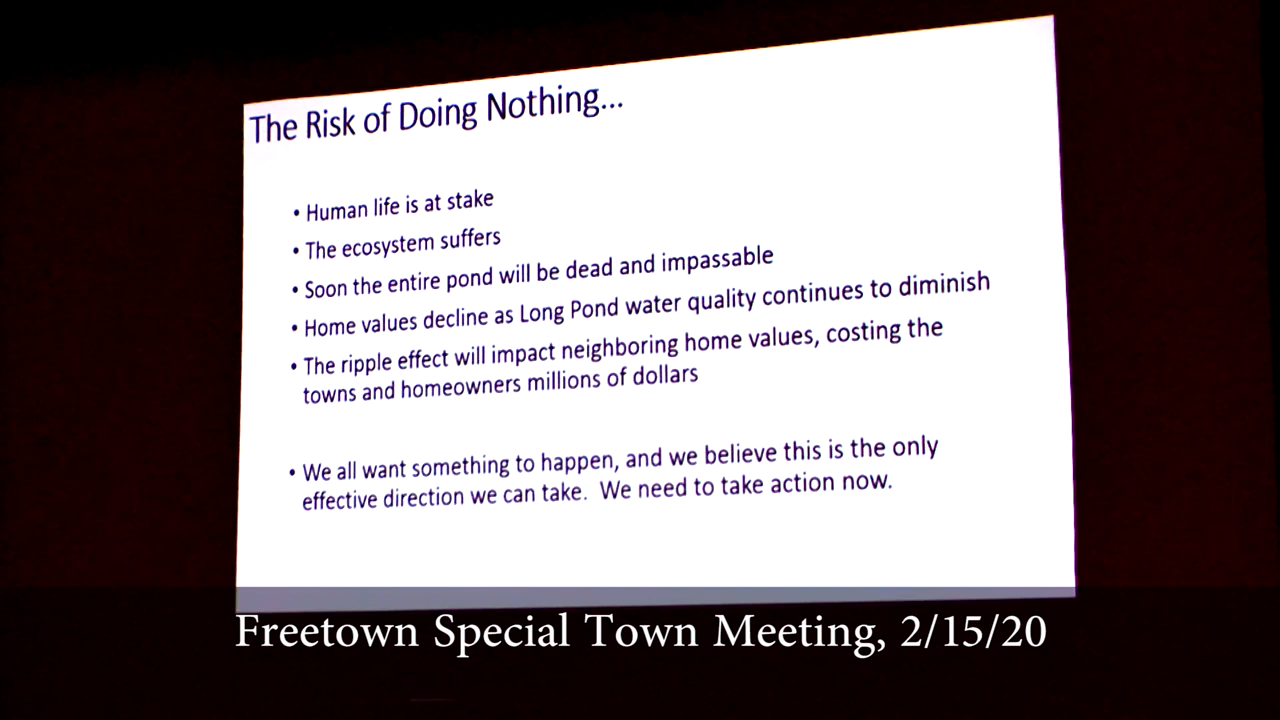 The Risk of Doing Nothing...
• Human life is at stake
• The ecosystem suffers
• Soon the entire pond will be dead and impassable
• Home values decline as Long Pond water quality continues to diminish
• The ripple effect will impact neighboring home values, costing the
towns and homeowners millions of dollars
• We all want something to happen, and we believe this is the only
effective direction we can take.  We need to take action now.
Freetown Special Town Meeting, 2/15/20